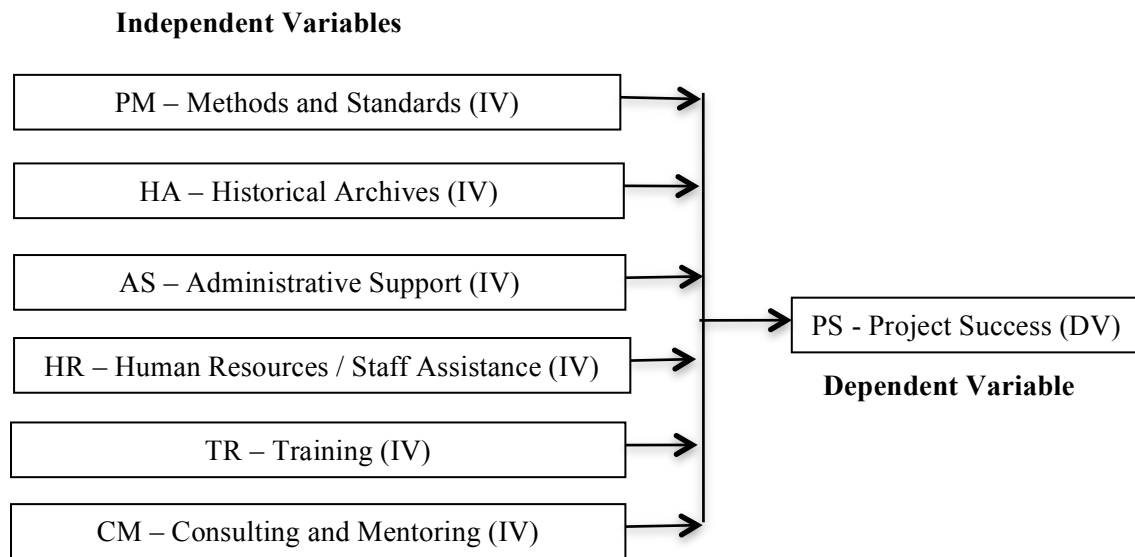 Independent Variables
PM – Methods and Standards (IV)
HA – Historical Archives (IV)
AS – Administrative Support (IV)
HR – Human Resources / Staff Assistance (IV)
TR – Training (IV)
CM – Consulting and Mentoring (IV)
PS - Project Success (DV)
Dependent Variable